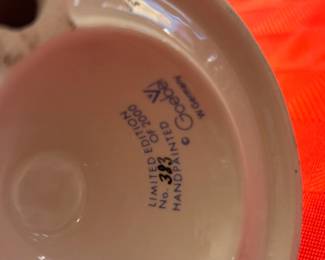 © Goebel
W. Germany
LIMITED EDITION
OF 2000
No. 383
HANDPAINTED